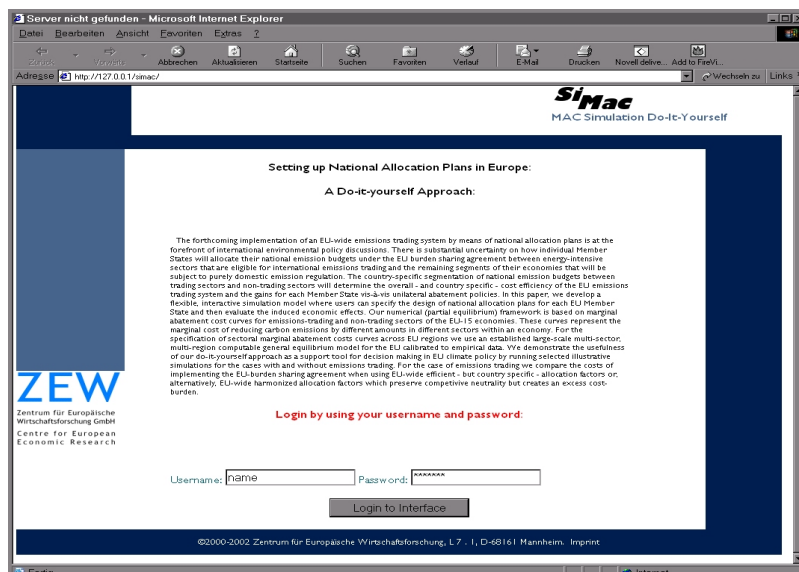 Server nicht gefunden - Microsoft Internet Explorer
Datei Bearbeiten Ansicht Favoriten Extras ?
Zurück Vorwärts Abbrechen Aktualisieren Startseite Suchen Favoriten Verlauf E-Mail Drucken Novell delive... Add to FireVi...
Adresse http://127.0.0.1/simac/ Wechseln zu Links
SiMac
MAC Simulation Do-It-Yourself
Setting up National Allocation Plans in Europe:
A Do-it-yourself Approach:
The forthcoming implementation of an EU-wide emissions trading system by means of national allocation plans is at the
forefront of international environmental policy discussions. There is substantial uncertainty on how individual Member
States will allocate their national emission budgets under the EU burden sharing agreement between energy-intensive
sectors that are eligible for international emissions trading and the remaining segments of their economies that will be
subject to purely domestic emission regulation. The country-specific segmentation of national emission budgets between
trading sectors and non-trading sectors will determine the overall - and country specific - cost efficiency of the EU emissions
trading system and the gains for each Member State vis-à-vis unilateral abatement policies. In this paper, we develop a
flexible, interactive simulation model where users can specify the design of national allocation plans for each EU Member
State and then evaluate the induced economic effects. Our numerical (partial equilibrium) framework is based on marginal
abatement cost curves for emissions-trading and non-trading sectors of the EU-15 economies. These curves represent the
marginal cost of reducing carbon emissions by different amounts in different sectors within an economy. For the
specification of sectoral marginal abatement costs curves across EU regions we use an established large-scale multi-sector,
multi-region computable general equilibrium model for the EU calibrated to empirical data. We demonstrate the usefulness
of our do-it-yourself approach as a support tool for decision making in EU climate policy by running selected illustrative
simulations for the cases with and without emissions trading. For the case of emissions trading we compare the costs of
implementing the EU-burden sharing agreement when using EU-wide efficient - but country specific - allocation factors or,
alternatively, EU-wide harmonized allocation factors which preserve competivive neutrality but creates an excess cost-
burden.
ZEW
Zentrum für Europäische
Wirtschaftsforschung GmbH
Centre for European
Economic Research
Login by using your username and password:
Username: name Password: *******
Login to Interface
©2000-2002 Zentrum für Europäische Wirtschaftsforschung, L 7 . 1, D-68161 Mannheim. Imprint
Fertig Internet